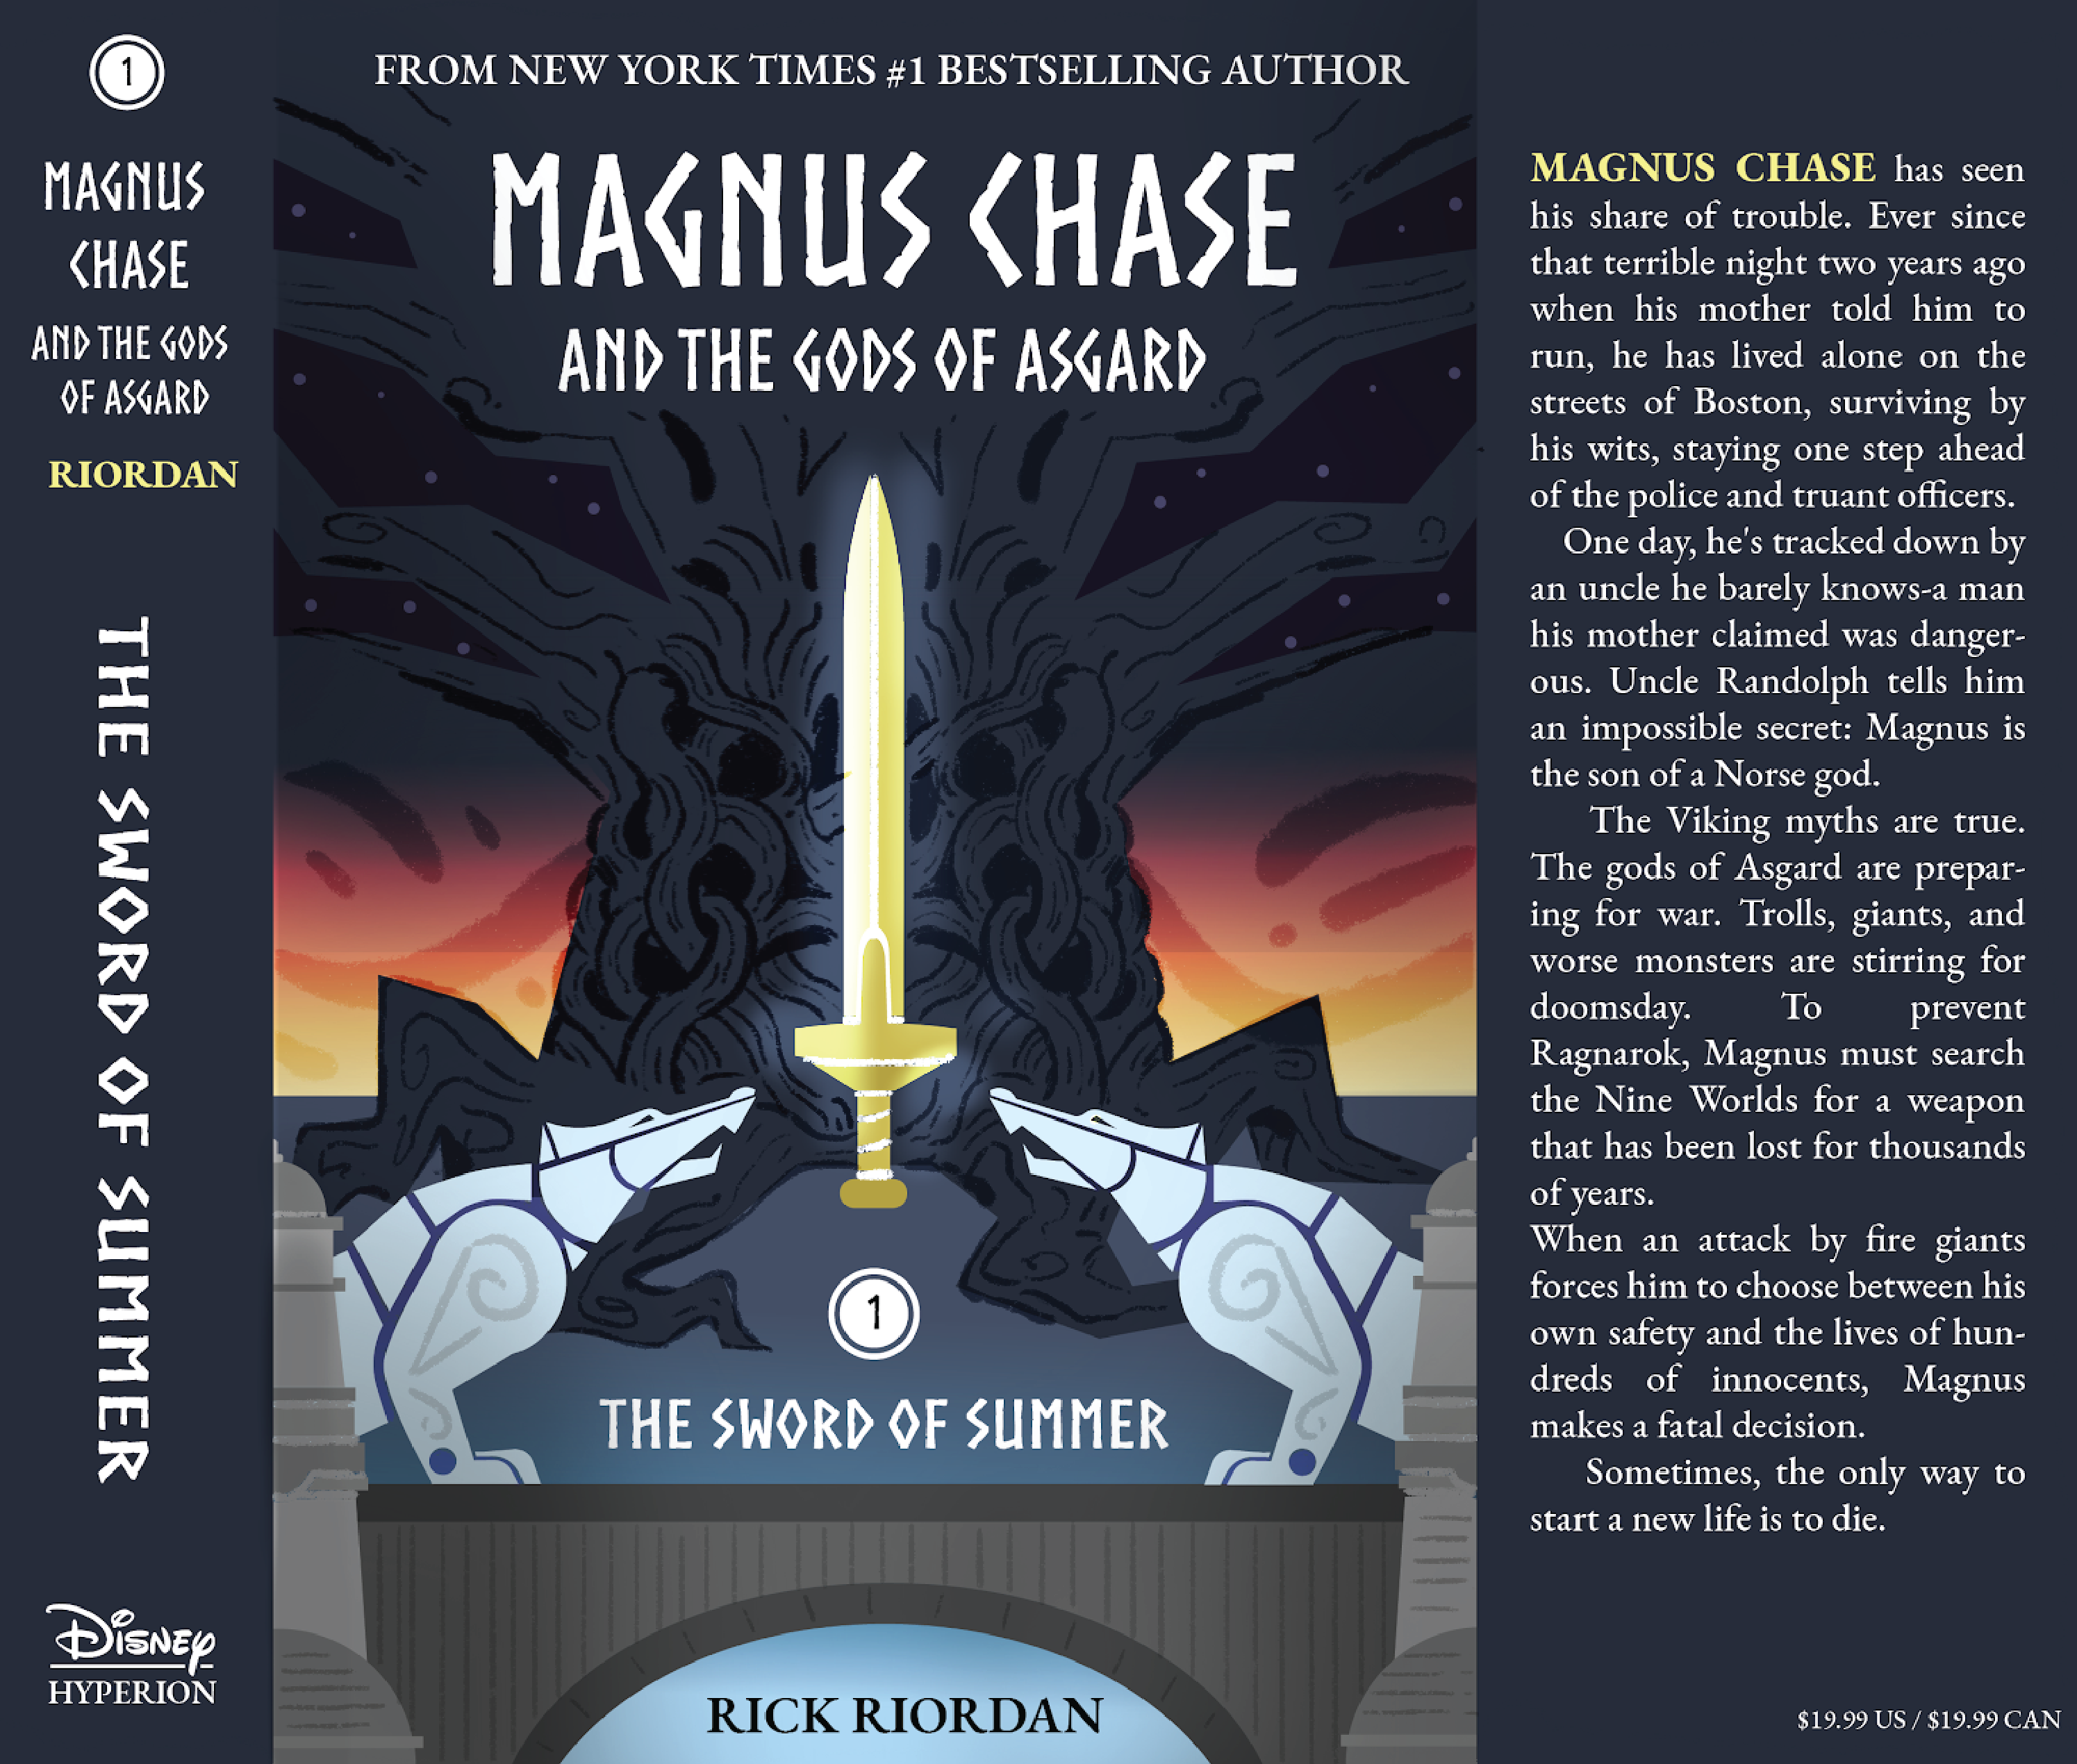 1
MAGNUS
CHASE
AND THE GODS
OF ASGARD
RIORDAN
THE SWORD OF SUMMER
Disney
HYPERION
FROM NEW YORK TIMES #1 BESTSELLING AUTHOR
MAGNUS CHASE
AND THE GODS OF ASGARD
1
THE SWORD OF SUMMER
RICK RIORDAN
MAGNUS CHASE has seen
his share of trouble. Ever since
that terrible night two years ago
when his mother told him to
run, he has lived alone on the
streets of Boston, surviving by
his wits, staying one step ahead
of the police and truant officers.
One day, he's tracked down by
an uncle he barely knows-a man
his mother claimed was danger-
ous. Uncle Randolph tells him
an impossible secret: Magnus is
the son of a Norse god.
The Viking myths are true.
The gods of Asgard are prepar-
ing for war. Trolls, giants, and
worse monsters are stirring for
doomsday. To prevent
Ragnarok, Magnus must search
the Nine Worlds for a weapon
that has been lost for thousands
of years.
When an attack by fire giants
forces him to choose between his
own safety and the lives of hun-
dreds of innocents, Magnus
makes a fatal decision.
Sometimes, the only way to
start a new life is to die.
$19.99 US / $19.99 CAN